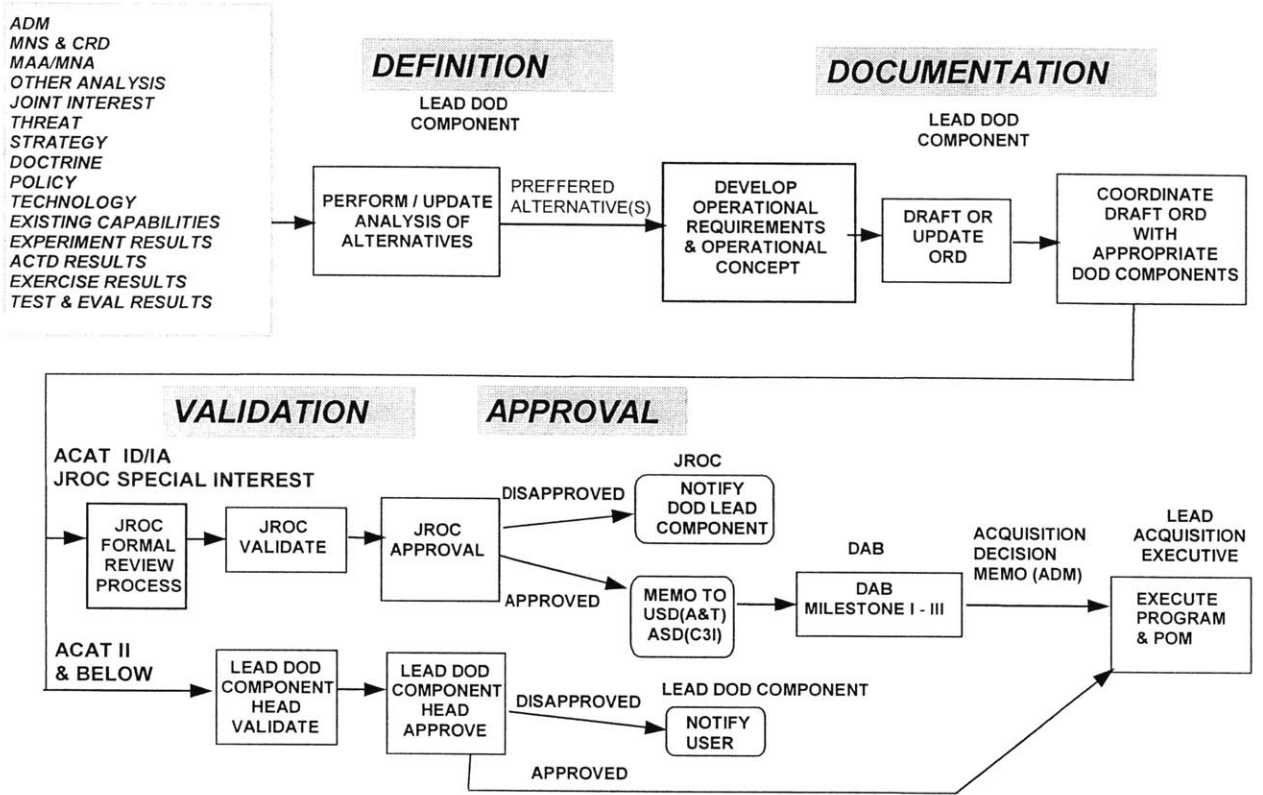 ADM
MNS & CRD
MAA/MNA
OTHER ANALYSIS
JOINT INTEREST
THREAT
STRATEGY
DOCTRINE
POLICY
TECHNOLOGY
EXISTING CAPABILITIES
EXPERIMENT RESULTS
ACTD RESULTS
EXERCISE RESULTS
TEST & EVAL RESULTS
DEFINITION
LEAD DOD
COMPONENT
PERFORM / UPDATE
ANALYSIS OF
ALTERNATIVES
PREFFERED
ALTERNATIVE(S)
DOCUMENTATION
LEAD DOD
COMPONENT
DEVELOP
OPERATIONAL
REQUIREMENTS
& OPERATIONAL
CONCEPT
DRAFT OR
UPDATE
ORD
COORDINATE
DRAFT ORD
WITH
APPROPRIATE
DOD COMPONENTS
VALIDATION
APPROVAL
ACAT ID/IA
JROC SPECIAL INTEREST
JROC
FORMAL
REVIEW
PROCESS
JROC
VALIDATE
JROC
APPROVAL
DISAPPROVED
JROC
NOTIFY
DOD LEAD
COMPONENT
APPROVED
MEMO TO
USD(A&T)
ASD(C3I)
DAB
DAB
MILESTONE I - III
ACQUISITION
DECISION
MEMO (ADM)
LEAD
ACQUISITION
EXECUTIVE
EXECUTE
PROGRAM
& POM
ACAT II
& BELOW
LEAD DOD
COMPONENT
HEAD
VALIDATE
LEAD DOD
COMPONENT
HEAD
APPROVE
DISAPPROVED
LEAD DOD COMPONENT
NOTIFY
USER
APPROVED